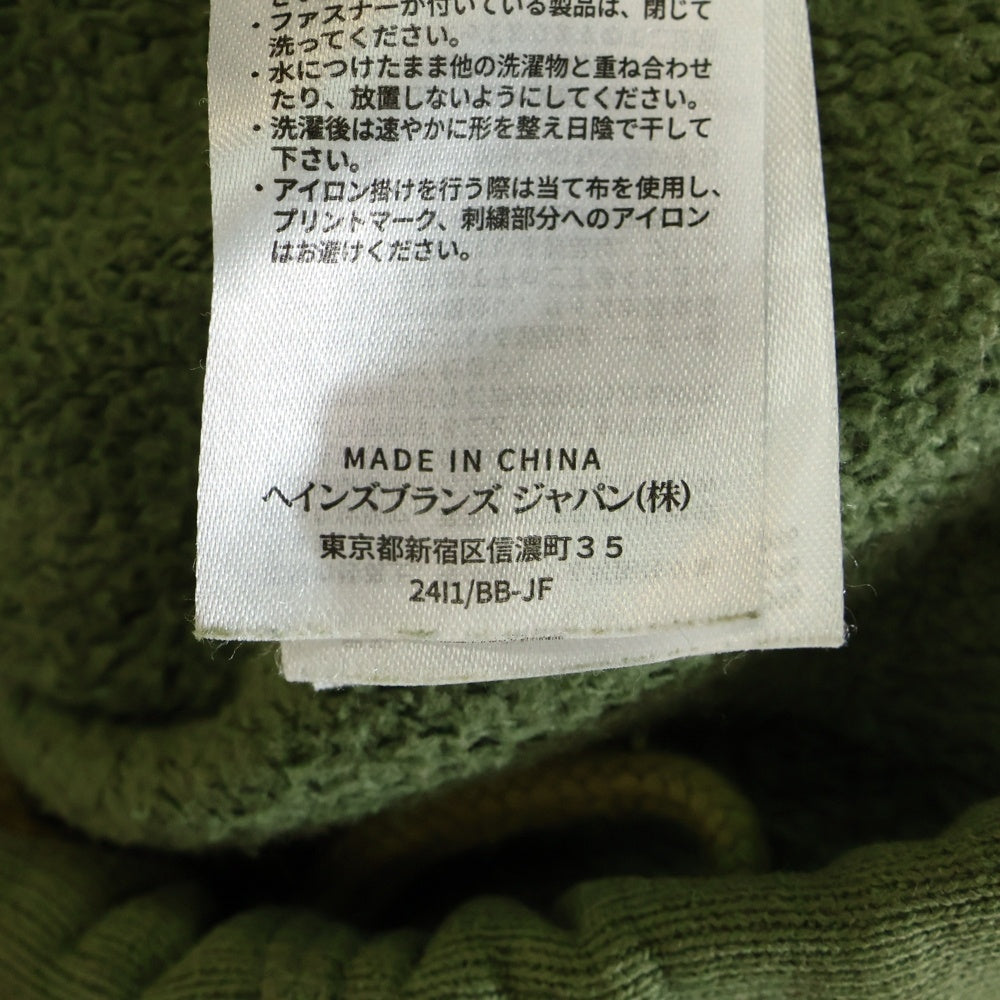 ・ファスナーが付いている製品は、閉じて
洗ってください。
・水につけたまま他の洗濯物と重ね合わせ
たり、放置しないようにしてください。
・洗濯後は速やかに形を整え日陰で干して
下さい。
・アイロン掛けを行う際は当て布を使用し、
プリントマーク、刺繍部分へのアイロン
はお避けください。
MADE IN CHINA
ヘインズブランズ ジャパン(株)
東京都新宿区信濃町35
24I1/BB-JF